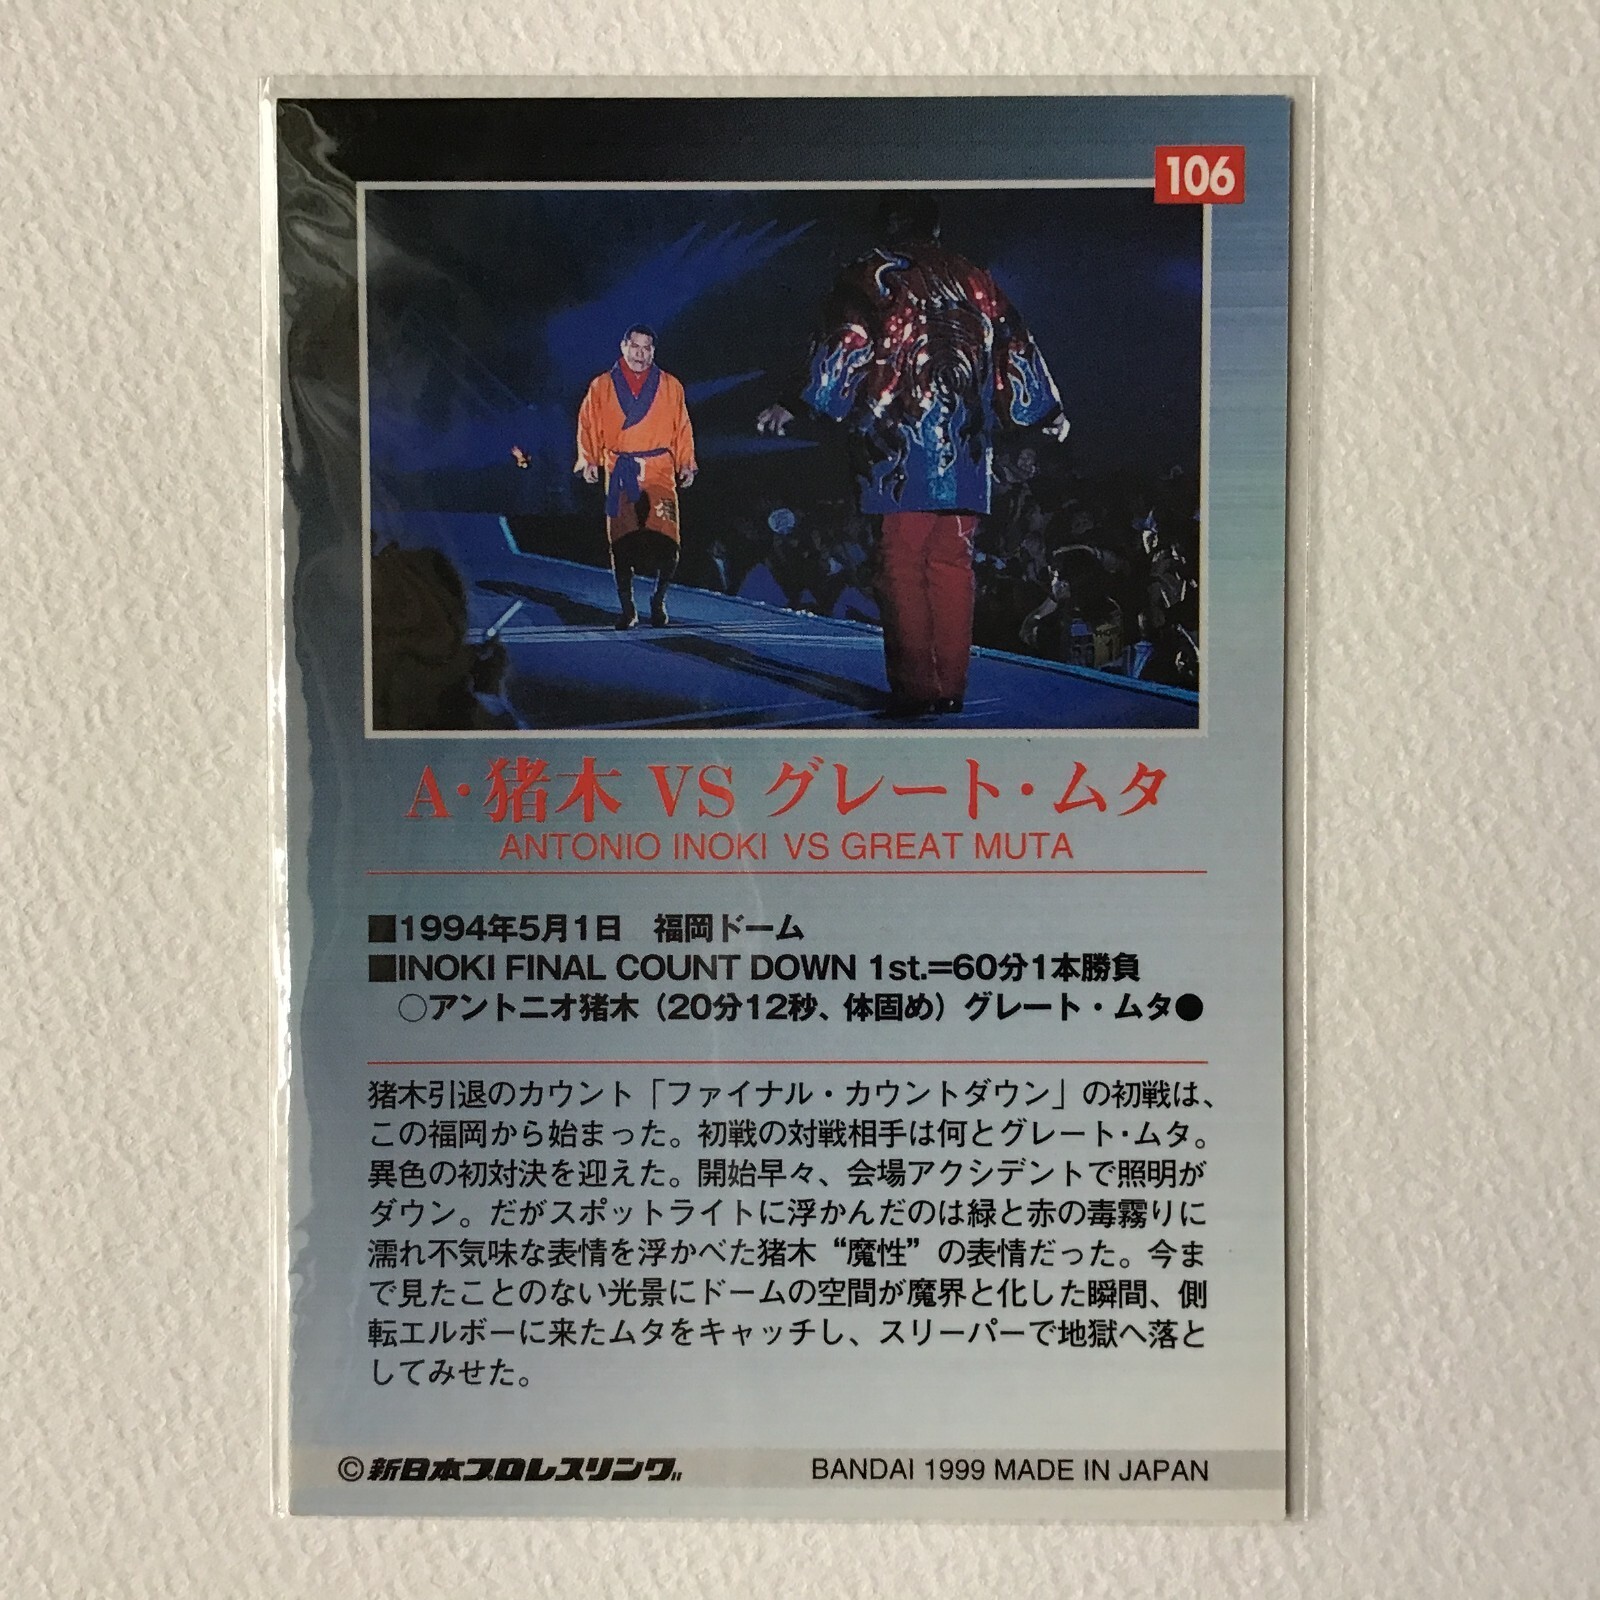 106
A・猪木 VS グレート・ムタ
ANTONIO INOKI VS GREAT MUTA
■1994年5月1日　福岡ドーム
■INOKI FINAL COUNT DOWN 1st.=60分1本勝負
○アントニオ猪木（20分12秒、体固め）グレート・ムタ●
猪木引退のカウント「ファイナル・カウントダウン」の初戦は、
この福岡から始まった。初戦の対戦相手は何とグレート・ムタ。
異色の初対決を迎えた。開始早々、会場アクシデントで照明が
ダウン。だがスポットライトに浮かんだのは緑と赤の毒霧りに
濡れ不気味な表情を浮かべた猪木“魔性”の表情だった。今ま
で見たことのない光景にドームの空間が魔界と化した瞬間、側
転エルボーに来たムタをキャッチし、スリーパーで地獄へ落と
してみせた。
©新日本プロレスリング BANDAI 1999 MADE IN JAPAN